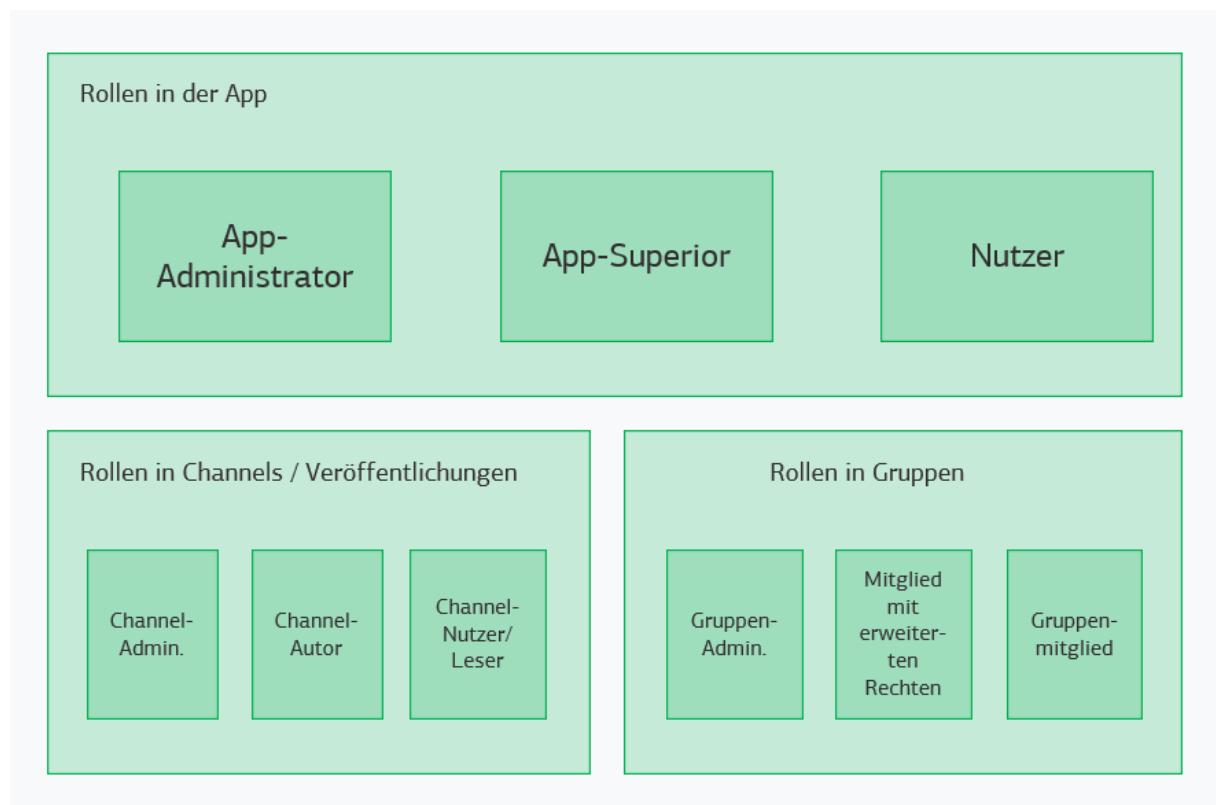 Rollen in der App
App-
Administrator
App-Superior
Nutzer
Rollen in Channels / Veröffentlichungen
Channel-
Admin.
Channel-
Autor
Channel-
Nutzer/
Leser
Rollen in Gruppen
Gruppen-
Admin.
Mitglied
mit
erweiter-
ten
Rechten
Gruppen-
mitglied